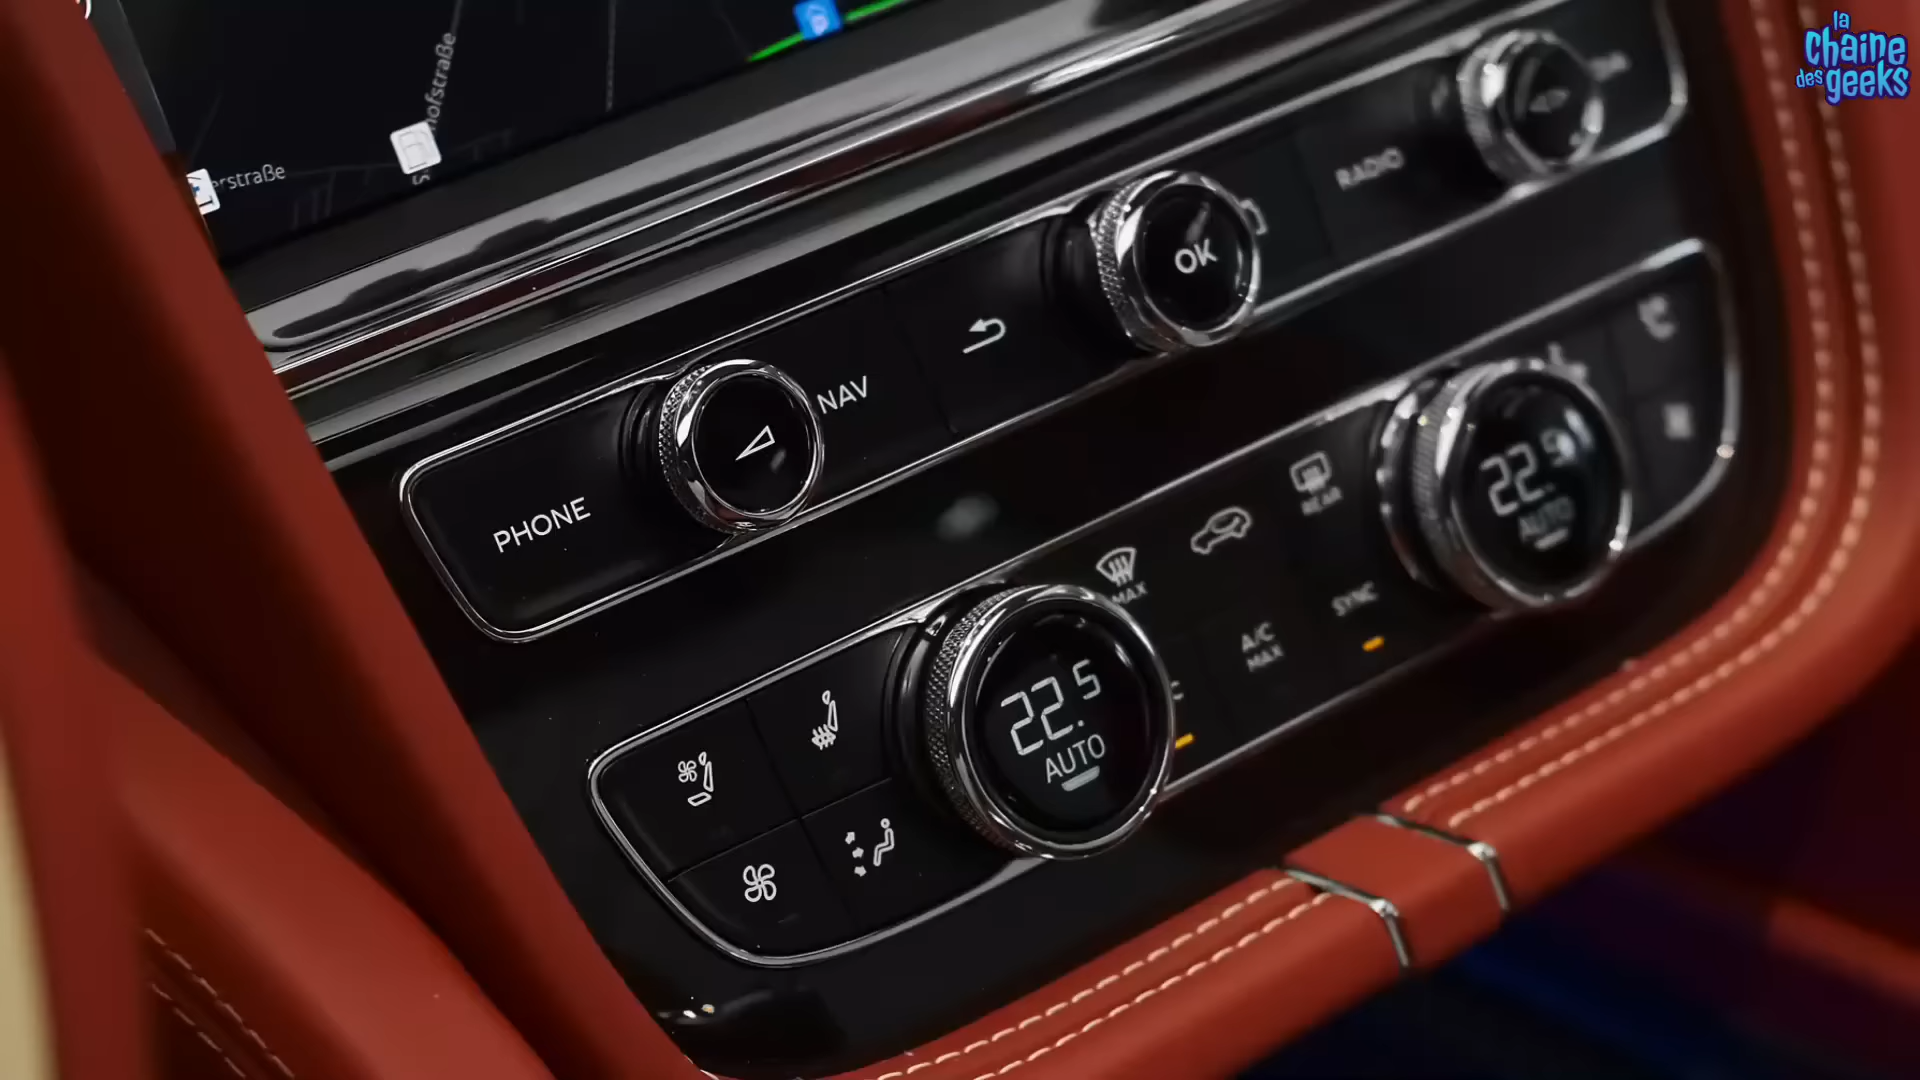 la
chaine
des geeks
hofstraße
erstraße
RADIO
OK
NAV
PHONE
REAR
MAX
22.5
AUTO
SYNC
A/C
MAX
22.5
AUTO